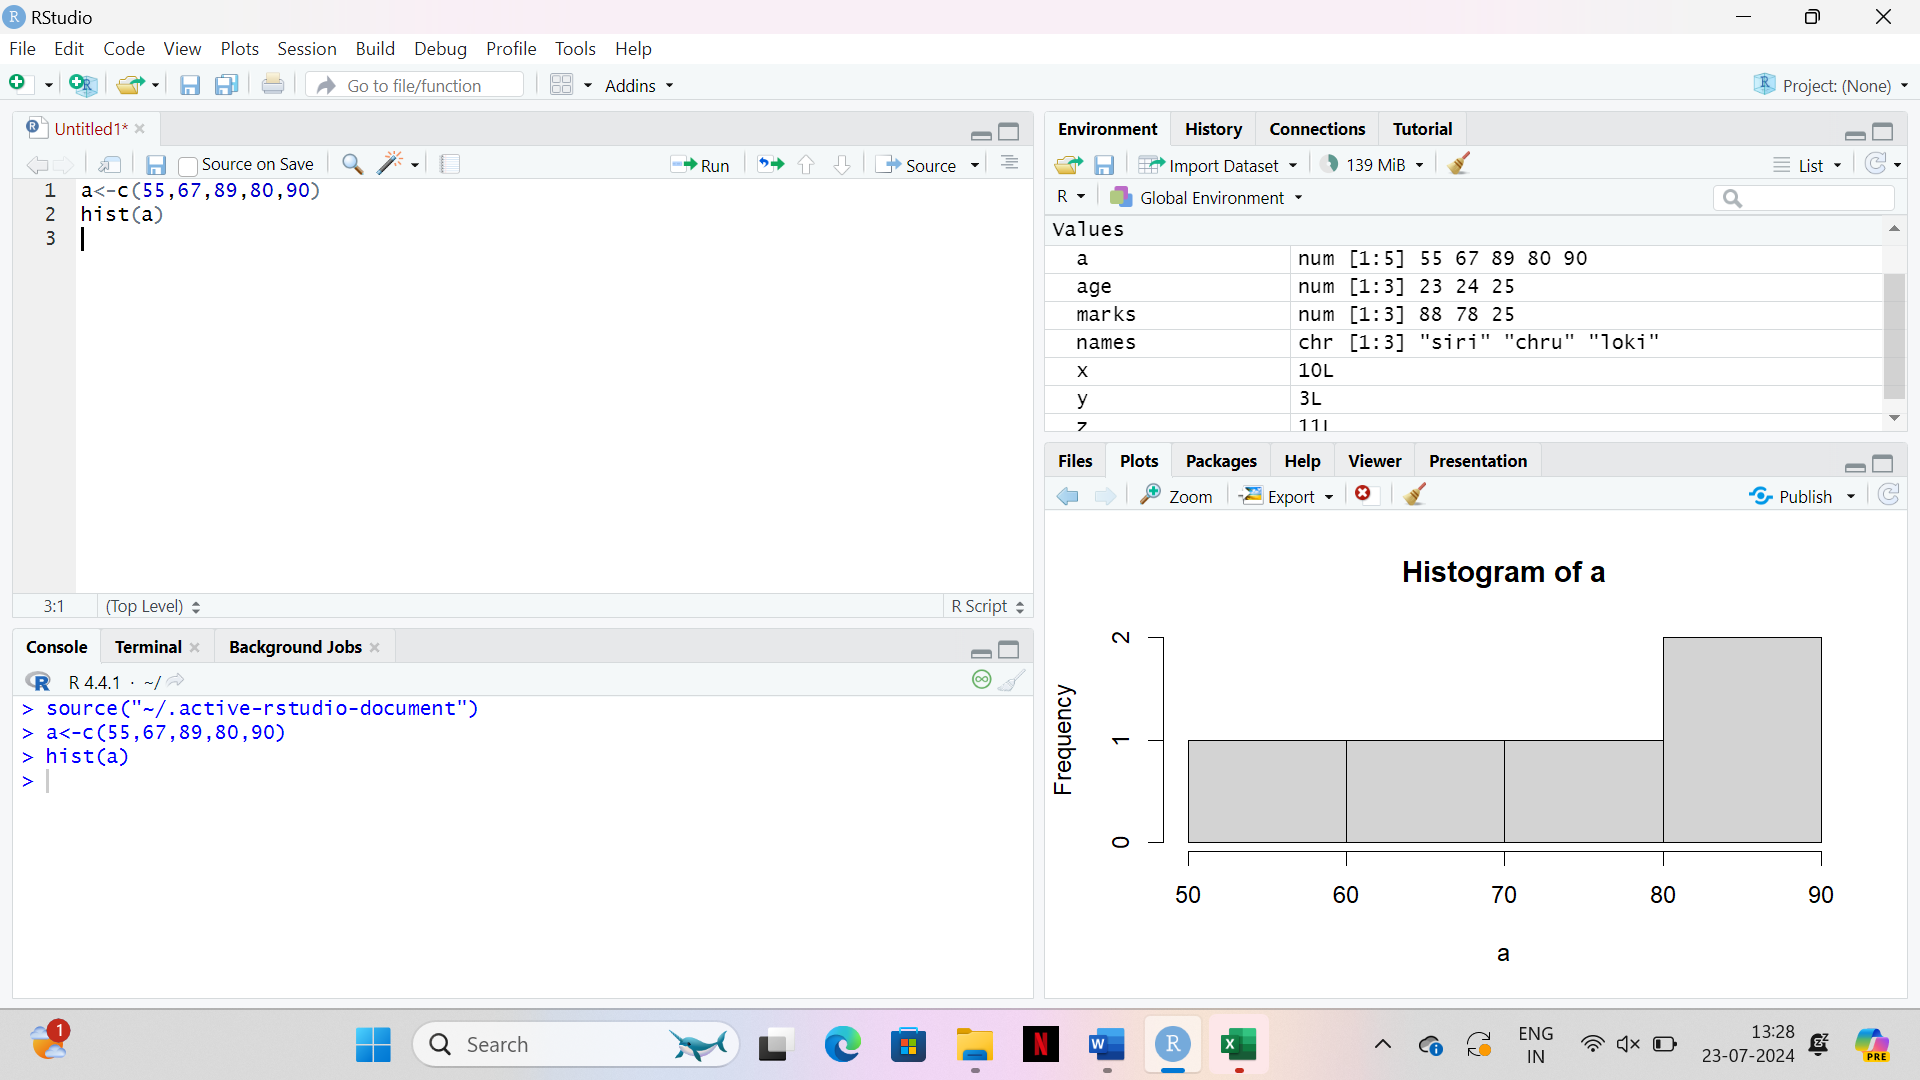 RStudio
File Edit Code View Plots Session Build Debug Profile Tools Help
Go to file/function Addins Project: (None)
Untitled1*
Source on Save Run Source
1 a<-c(55,67,89,80,90)
2 hist(a)
3
3:1 (Top Level) R Script
Console Terminal Background Jobs
R 4.4.1 · ~/
> source("~/.active-rstudio-document")
> a<-c(55,67,89,80,90)
> hist(a)
>
Environment History Connections Tutorial
Import Dataset 139 MiB List
R Global Environment
Values
a num [1:5] 55 67 89 80 90
age num [1:3] 23 24 25
marks num [1:3] 88 78 25
names chr [1:3] "siri" "chru" "loki"
x 10L
y 3L
z 11L
Files Plots Packages Help Viewer Presentation
Zoom Export Publish
Histogram of a
Frequency
2
1
0
50 60 70 80 90
a
1
Search
N
W
R
X
ENG
IN
13:28
23-07-2024
PRE